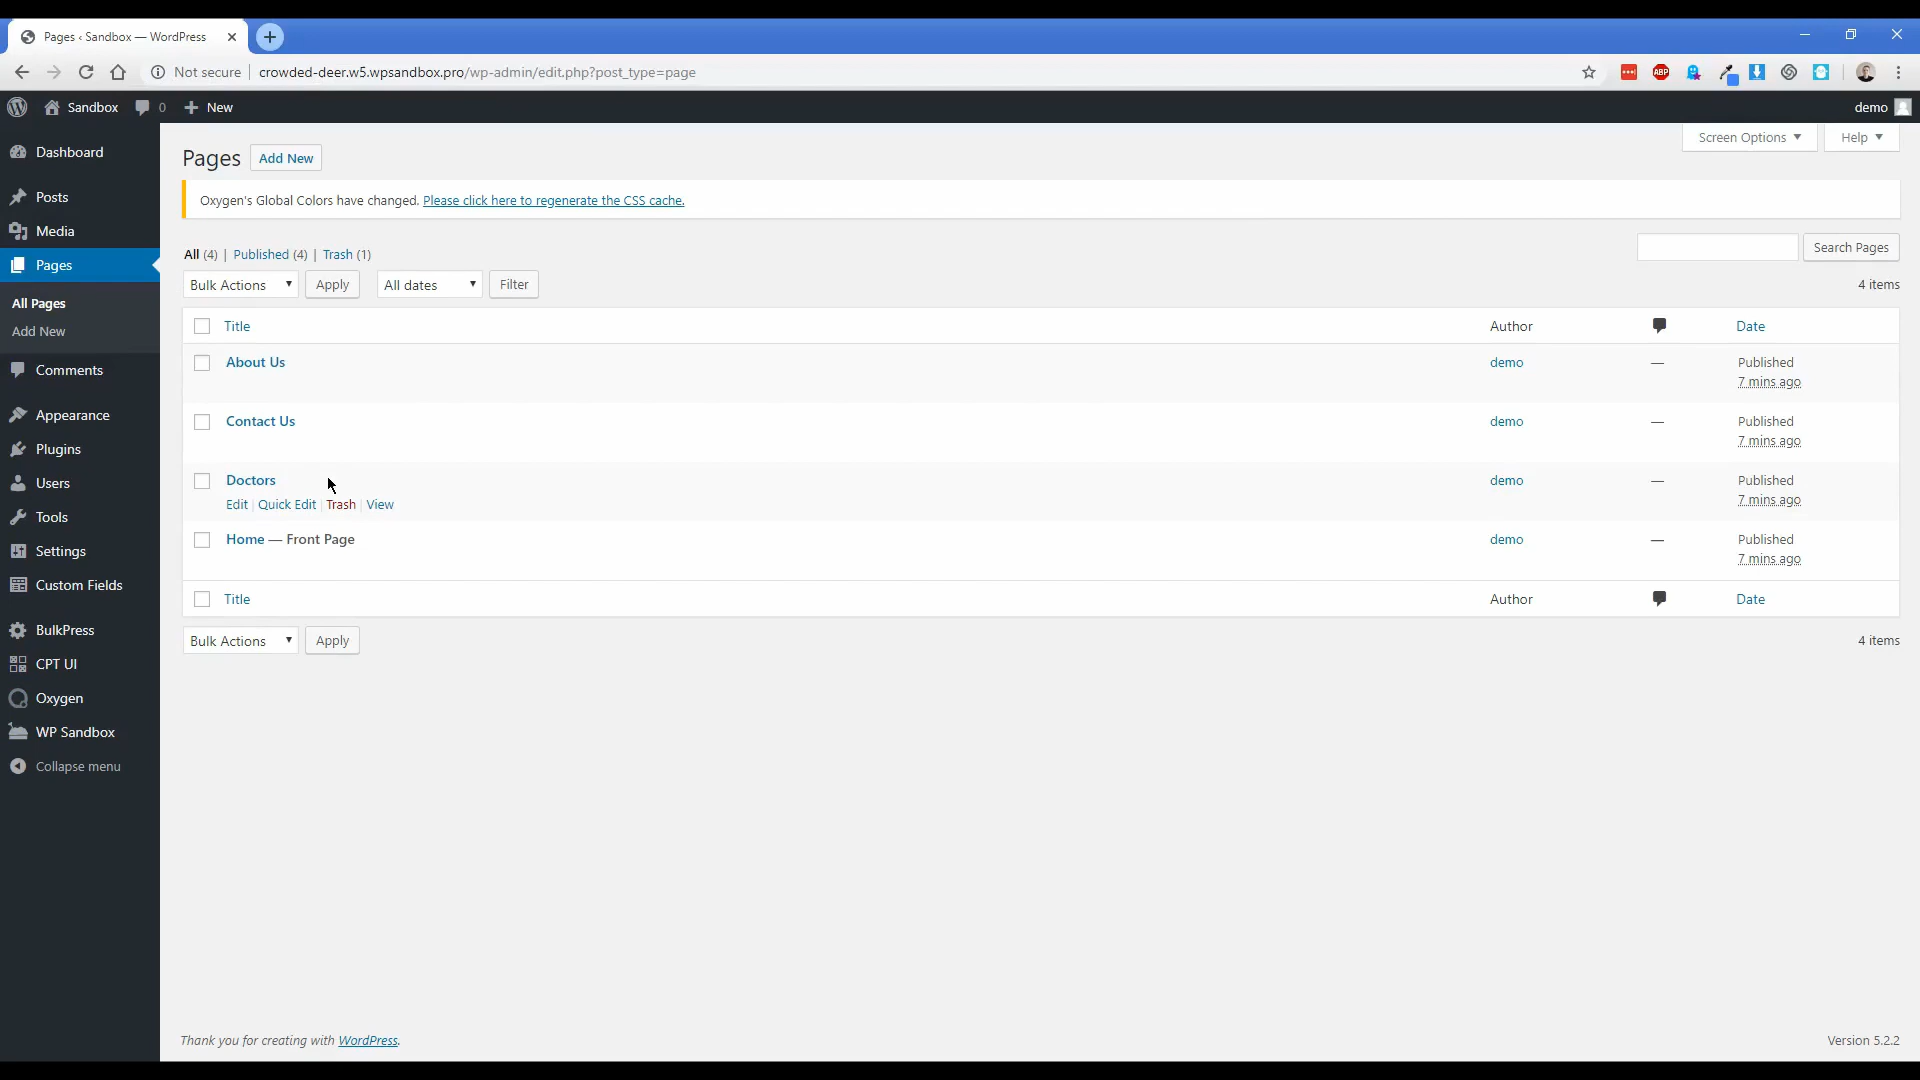 Pages ‹ Sandbox — WordPress
Not secure crowded-deer.w5.wpsandbox.pro/wp-admin/edit.php?post_type=page
ABP
Sandbox 0 New demo
Screen Options Help
Dashboard
Posts
Media
Pages
All Pages
Add New
Comments
Appearance
Plugins
Users
Tools
Settings
Custom Fields
BulkPress
CPT UI
Oxygen
WP Sandbox
Collapse menu
Pages Add New
Oxygen's Global Colors have changed. Please click here to regenerate the CSS cache.
All (4) | Published (4) | Trash (1)
Search Pages
Bulk Actions Apply All dates Filter 4 items
Title Author Date
About Us demo — Published
7 mins ago
Contact Us demo — Published
7 mins ago
Doctors demo — Published
Edit | Quick Edit | Trash | View 7 mins ago
Home — Front Page demo — Published
7 mins ago
Title Author Date
Bulk Actions Apply 4 items
Thank you for creating with WordPress. Version 5.2.2